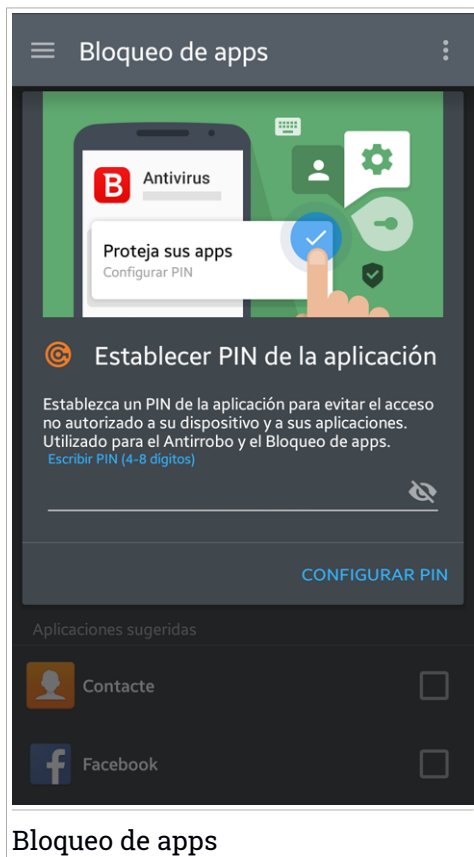 Bloqueo de apps
B Antivirus
Proteja sus apps
Configurar PIN
Establecer PIN de la aplicación
Establezca un PIN de la aplicación para evitar el acceso
no autorizado a su dispositivo y a sus aplicaciones.
Utilizado para el Antirrobo y el Bloqueo de apps.
Escribir PIN (4-8 dígitos)
CONFIGURAR PIN
Aplicaciones sugeridas
Contacte
f Facebook
Bloqueo de apps